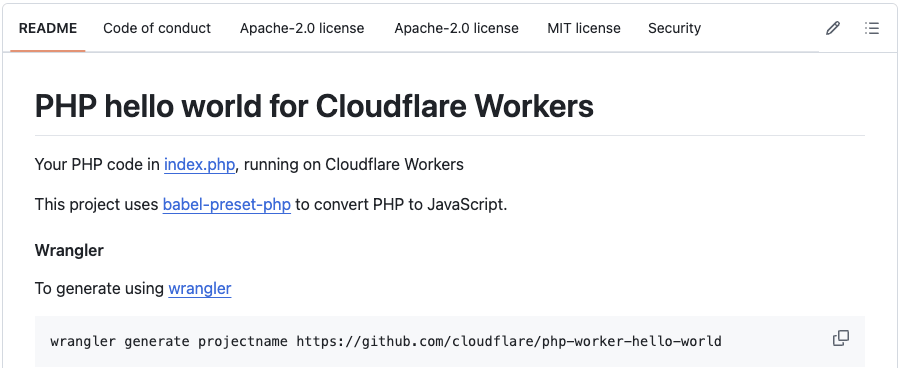 README Code of conduct Apache-2.0 license Apache-2.0 license MIT license Security
PHP hello world for Cloudflare Workers
Your PHP code in index.php, running on Cloudflare Workers
This project uses babel-preset-php to convert PHP to JavaScript.
Wrangler
To generate using wrangler
wrangler generate projectname https://github.com/cloudflare/php-worker-hello-world